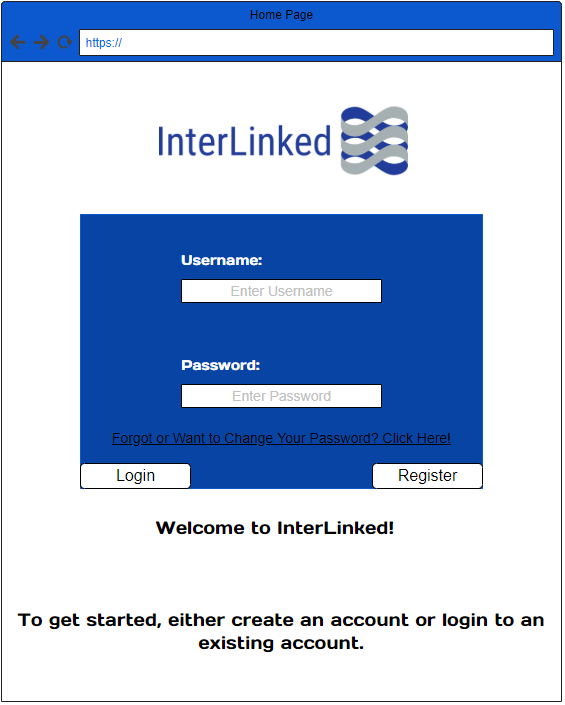 Home Page
https://
InterLinked
Username:
Enter Username
Password:
Enter Password
Forgot or Want to Change Your Password? Click Here!
Login
Register
Welcome to InterLinked!
To get started, either create an account or login to an
existing account.